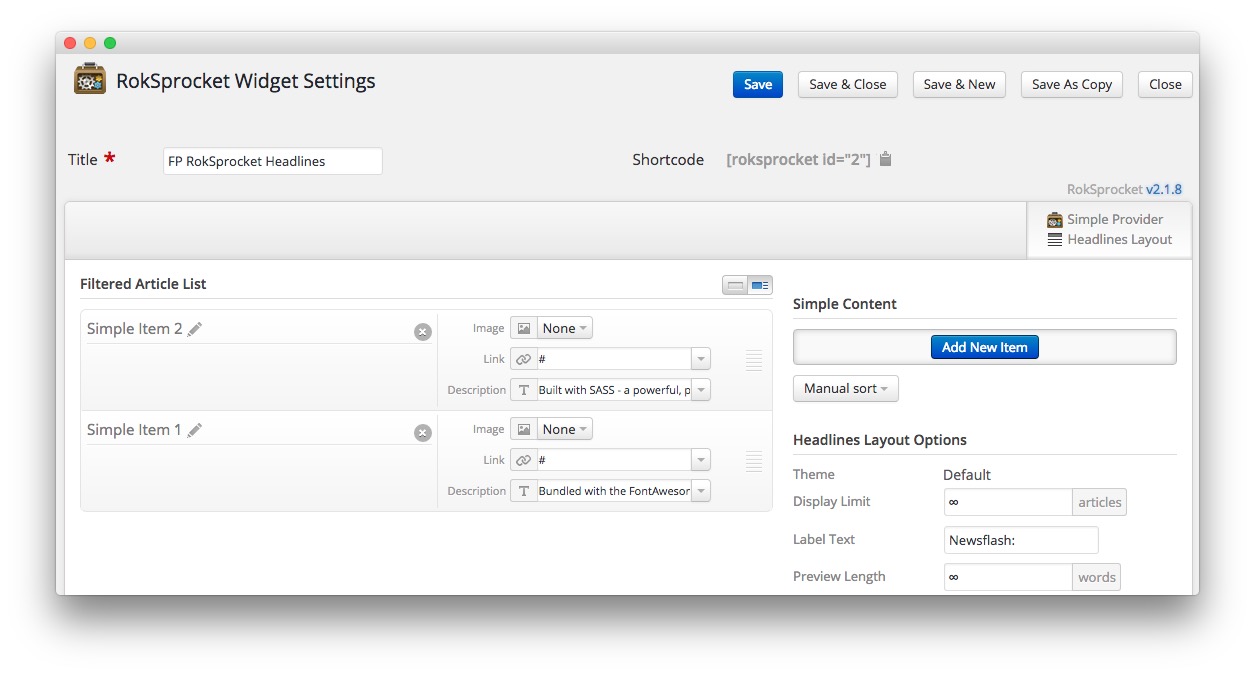 RokSprocket Widget Settings
Save
Save & Close
Save & New
Save As Copy
Close
Title *
FP RokSprocket Headlines
Shortcode
[roksprocket id="2"]
RokSprocket v2.1.8
Simple Provider
Headlines Layout
Filtered Article List
Simple Item 2
Image
None
Link
#
Description
T
Built with SASS - a powerful, p
Simple Item 1
Image
None
Link
#
Description
T
Bundled with the FontAwesor
Simple Content
Add New Item
Manual sort
Headlines Layout Options
Theme
Default
Display Limit
∞
articles
Label Text
Newsflash:
Preview Length
∞
words